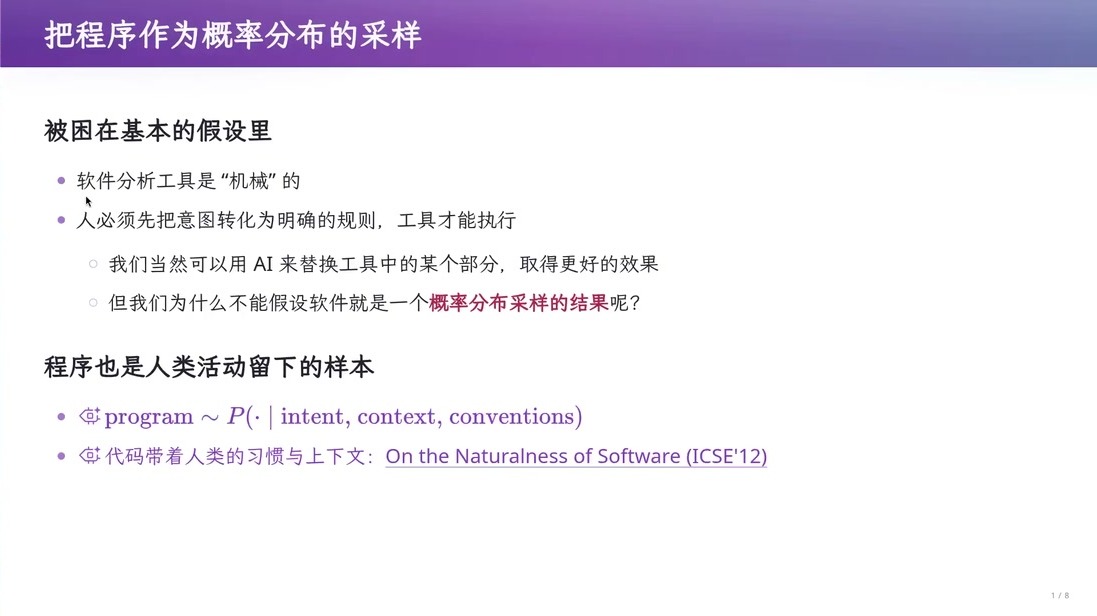 把程序作为概率分布的采样
被困在基本的假设里
软件分析工具是 “机械” 的
人必须先把意图转化为明确的规则，工具才能执行
我们当然可以用 AI 来替换工具中的某个部分，取得更好的效果
但我们为什么不能假设软件就是一个概率分布采样的结果呢？
程序也是人类活动留下的样本
program ∼ P(· | intent, context, conventions)
代码带着人类的习惯与上下文：On the Naturalness of Software (ICSE'12)
1 / 8